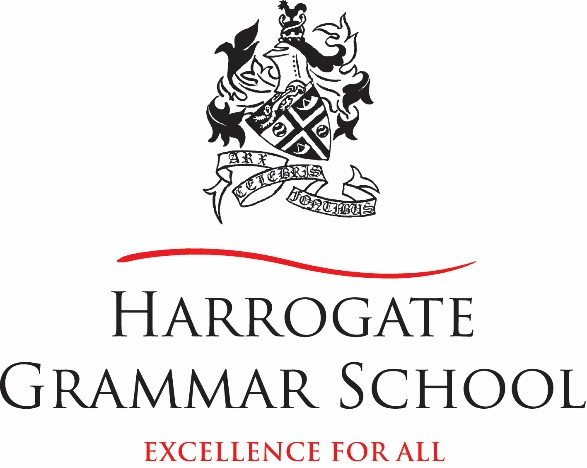 ARX
CELEBRIS
FONTIBUS
HARROGATE
GRAMMAR SCHOOL
EXCELLENCE FOR ALL